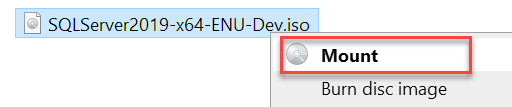 SQLServer2019-x64-ENU-Dev.iso
Mount
Burn disc image